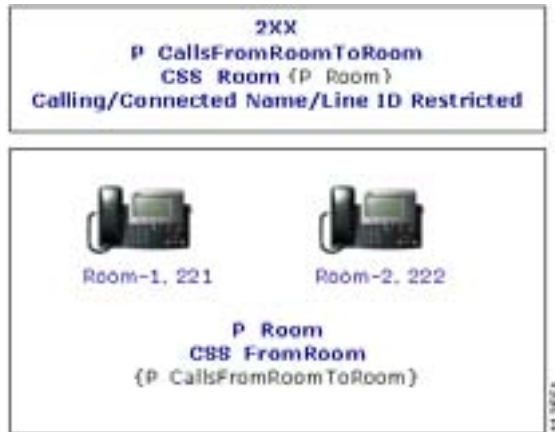 2XX
P CallsFromRoomToRoom
CSS Room {P Room}
Calling/Connected Name/Line ID Restricted
Room-1, 221
Room-2, 222
P Room
CSS FromRoom
{P CallsFromRoomToRoom}